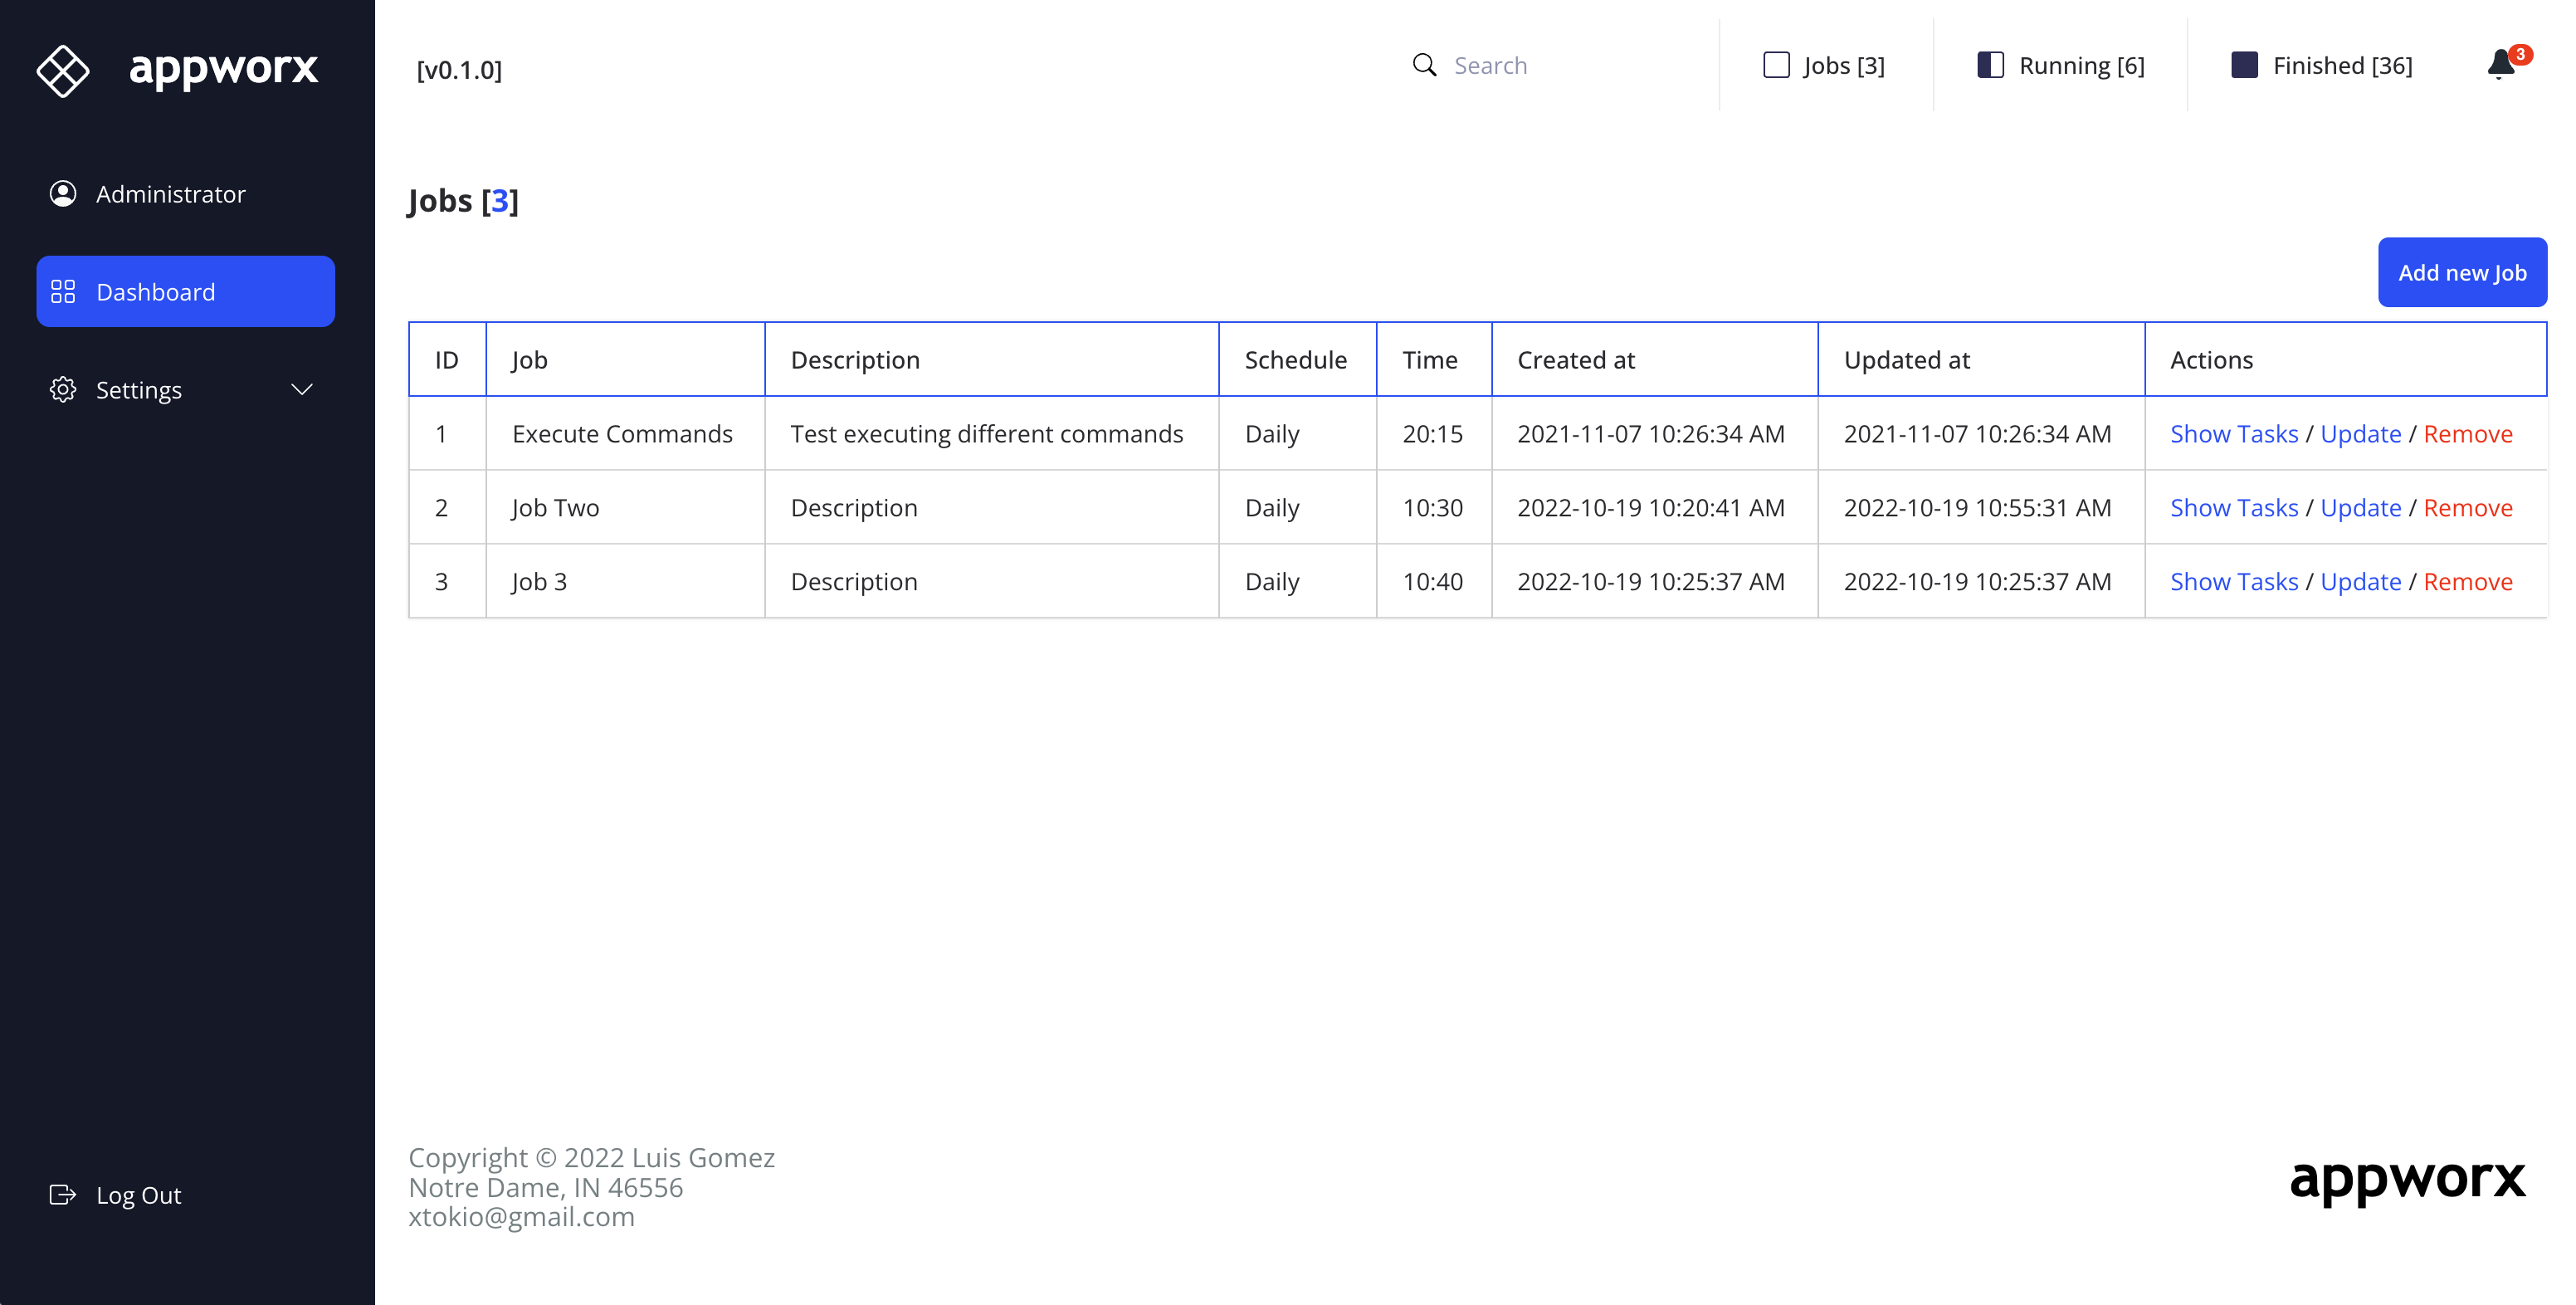 appworx
Administrator
Dashboard
Settings
Log Out
[v0.1.0]
Search
Jobs [3]
Running [6]
Finished [36]
3
Jobs [3]
Add new Job
ID Job Description Schedule Time Created at Updated at Actions
1 Execute Commands Test executing different commands Daily 20:15 2021-11-07 10:26:34 AM 2021-11-07 10:26:34 AM Show Tasks / Update / Remove
2 Job Two Description Daily 10:30 2022-10-19 10:20:41 AM 2022-10-19 10:55:31 AM Show Tasks / Update / Remove
3 Job 3 Description Daily 10:40 2022-10-19 10:25:37 AM 2022-10-19 10:25:37 AM Show Tasks / Update / Remove
Copyright © 2022 Luis Gomez
Notre Dame, IN 46556
xtokio@gmail.com
appworx